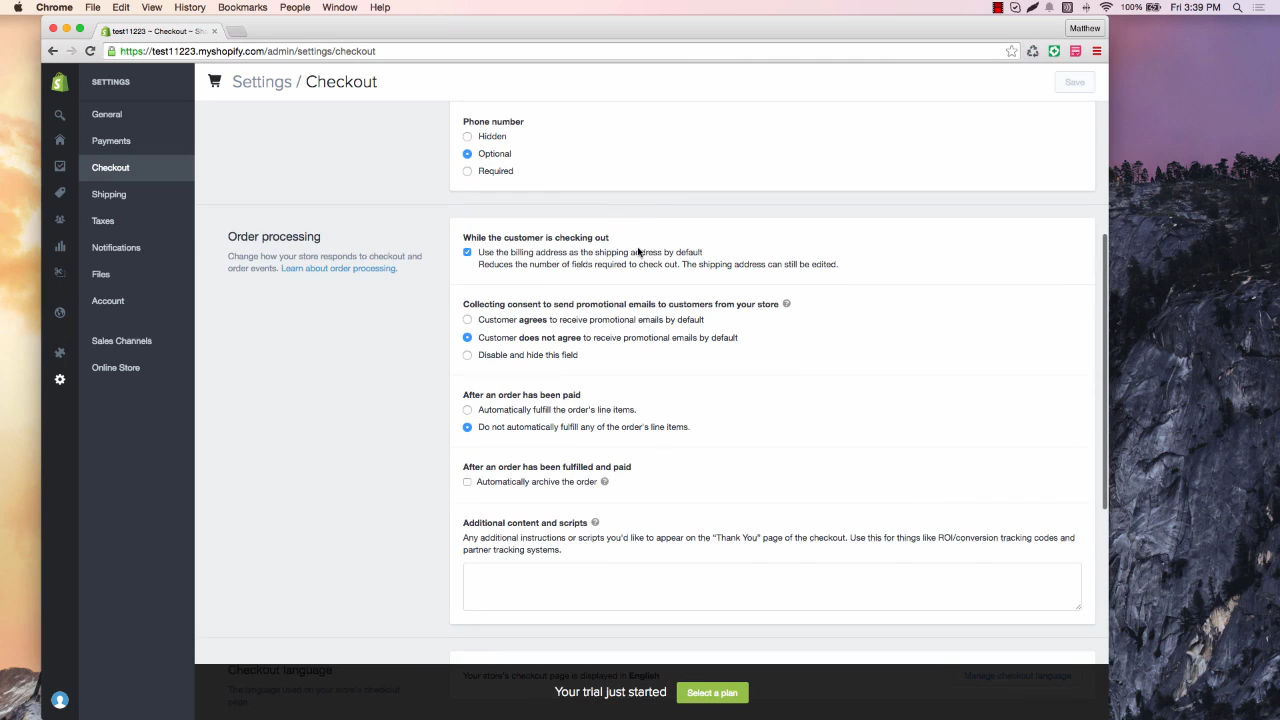 Chrome File Edit View History Bookmarks People Window Help 100% Fri 3:39 PM
test11223 ~ Checkout ~ Sho
Matthew
https://test11223.myshopify.com/admin/settings/checkout
SETTINGS
Settings / Checkout
Save
General
Payments
Checkout
Shipping
Taxes
Notifications
Files
Account
Sales Channels
Online Store
Phone number
Hidden
Optional
Required
Order processing
Change how your store responds to checkout and
order events. Learn about order processing.
While the customer is checking out
Use the billing address as the shipping address by default
Reduces the number of fields required to check out. The shipping address can still be edited.
Collecting consent to send promotional emails to customers from your store ?
Customer agrees to receive promotional emails by default
Customer does not agree to receive promotional emails by default
Disable and hide this field
After an order has been paid
Automatically fulfill the order's line items.
Do not automatically fulfill any of the order's line items.
After an order has been fulfilled and paid
Automatically archive the order ?
Additional content and scripts ?
Any additional instructions or scripts you'd like to appear on the "Thank You" page of the checkout. Use this for things like ROI/conversion tracking codes and
partner tracking systems.
Checkout language
The language used on your store's checkout
page.
Your store's checkout page is displayed in English
Manage checkout language
Your trial just started
Select a plan